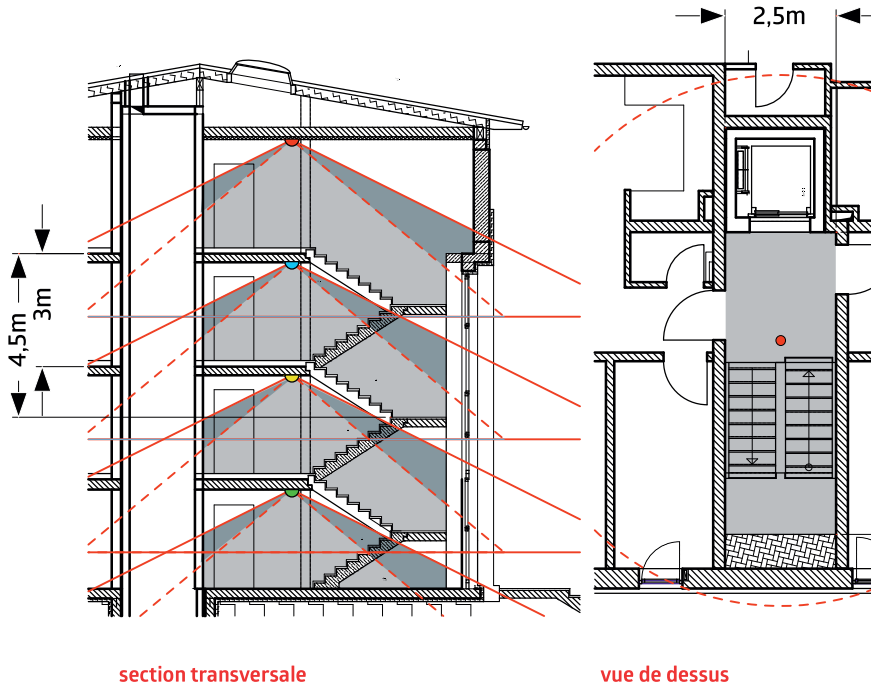 2,5m
4,5m
3m
section transversale
vue de dessus